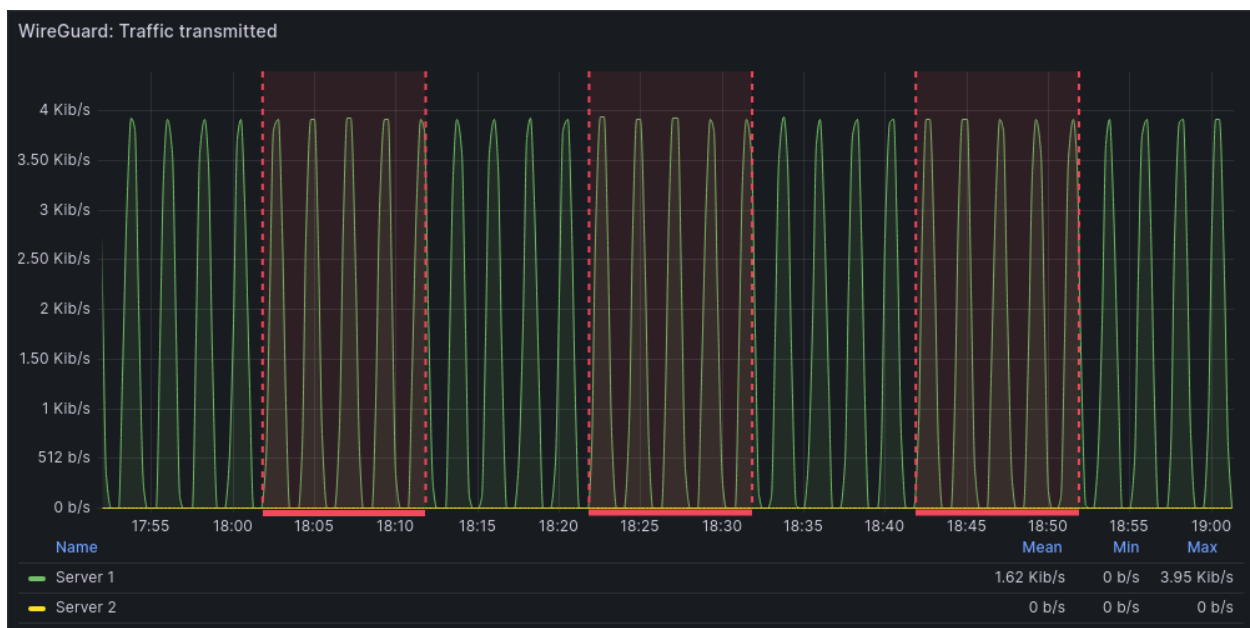 WireGuard: Traffic transmitted
4 Kib/s
3.50 Kib/s
3 Kib/s
2.50 Kib/s
2 Kib/s
1.50 Kib/s
1 Kib/s
512 b/s
0 b/s
17:55 18:00 18:05 18:10 18:15 18:20 18:25 18:30 18:35 18:40 18:45 18:50 18:55 19:00
Name Mean Min Max
Server 1 1.62 Kib/s 0 b/s 3.95 Kib/s
Server 2 0 b/s 0 b/s 0 b/s